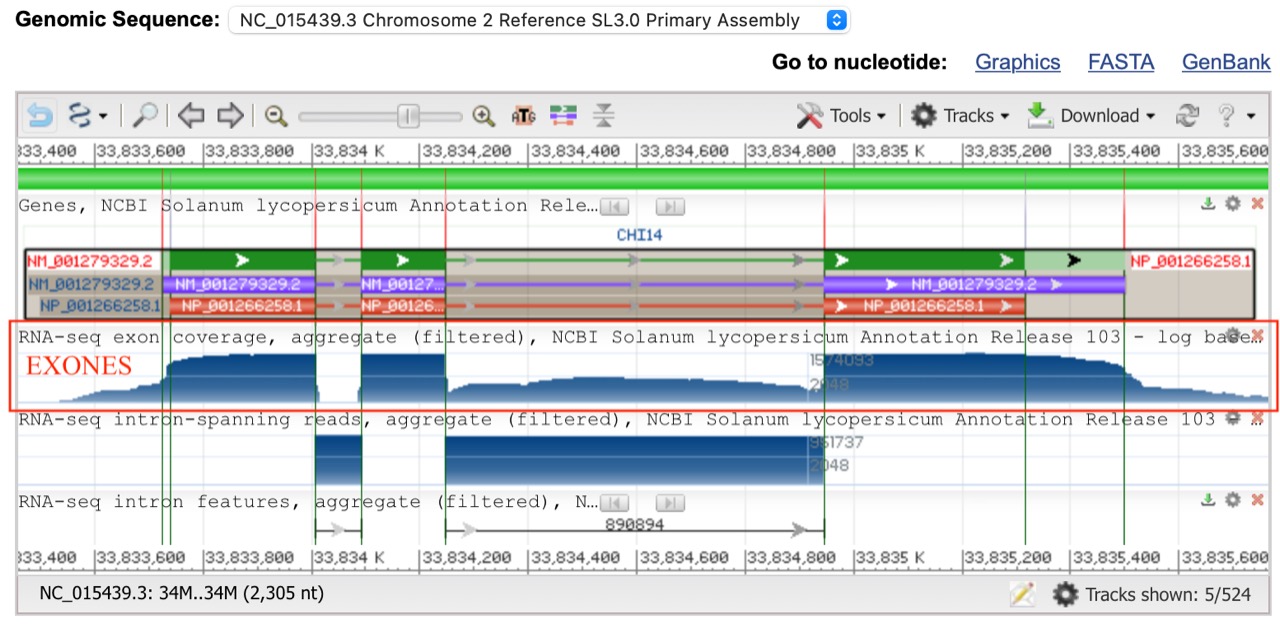 Genomic Sequence: NC_015439.3 Chromosome 2 Reference SL3.0 Primary Assembly
Go to nucleotide: Graphics FASTA GenBank
ATG Tools Tracks Download ?
333,400 33,833,600 33,833,800 33,834 K 33,834,200 33,834,400 33,834,600 33,834,800 33,835 K 33,835,200 33,835,400 33,835,600
Genes, NCBI Solanum lycopersicum Annotation Rele…
CHI14
NM_001279329.2 NP_001266258.1
NM_001279329.2 NM_001279329.2 NM_00127… NM_001279329.2
NP_001266258.1 NP_001266258.1 NP_00126… NP_001266258.1
RNA-seq exon coverage, aggregate (filtered), NCBI Solanum lycopersicum Annotation Release 103 - log base…
EXONES
1574093
2048
RNA-seq intron-spanning reads, aggregate (filtered), NCBI Solanum lycopersicum Annotation Release 103 …
951737
2048
RNA-seq intron features, aggregate (filtered), N…
890894
333,400 33,833,600 33,833,800 33,834 K 33,834,200 33,834,400 33,834,600 33,834,800 33,835 K 33,835,200 33,835,400 33,835,600
NC_015439.3: 34M..34M (2,305 nt) Tracks shown: 5/524